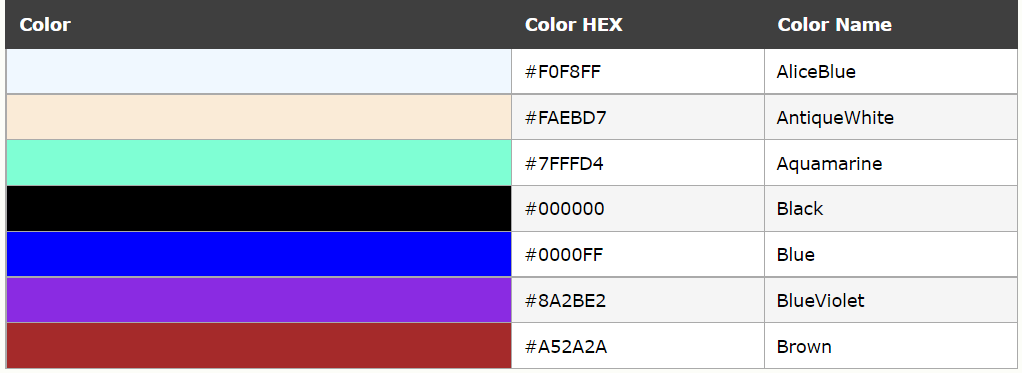 Color Color HEX Color Name
#F0F8FF AliceBlue
#FAEBD7 AntiqueWhite
#7FFFD4 Aquamarine
#000000 Black
#0000FF Blue
#8A2BE2 BlueViolet
#A52A2A Brown